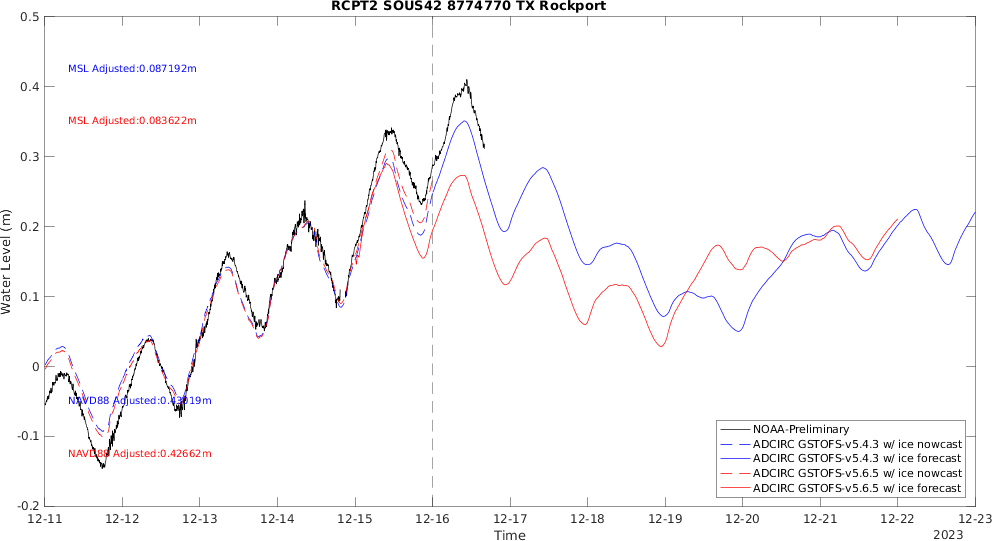 RCPT2 SOUS42 8774770 TX Rockport
0.5
MSL Adjusted:0.087192m
0.4
MSL Adjusted:0.083622m
0.3
0.2
Water Level (m)
0.1
0
NAVD88 Adjusted:0.43019m
-0.1
NAVD88 Adjusted:0.42662m
-0.2
NOAA-Preliminary
ADCIRC GSTOFS-v5.4.3 w/ ice nowcast
ADCIRC GSTOFS-v5.4.3 w/ ice forecast
ADCIRC GSTOFS-v5.6.5 w/ ice nowcast
ADCIRC GSTOFS-v5.6.5 w/ ice forecast
12-11 12-12 12-13 12-14 12-15 12-16 12-17 12-18 12-19 12-20 12-21 12-22 12-23
Time
2023